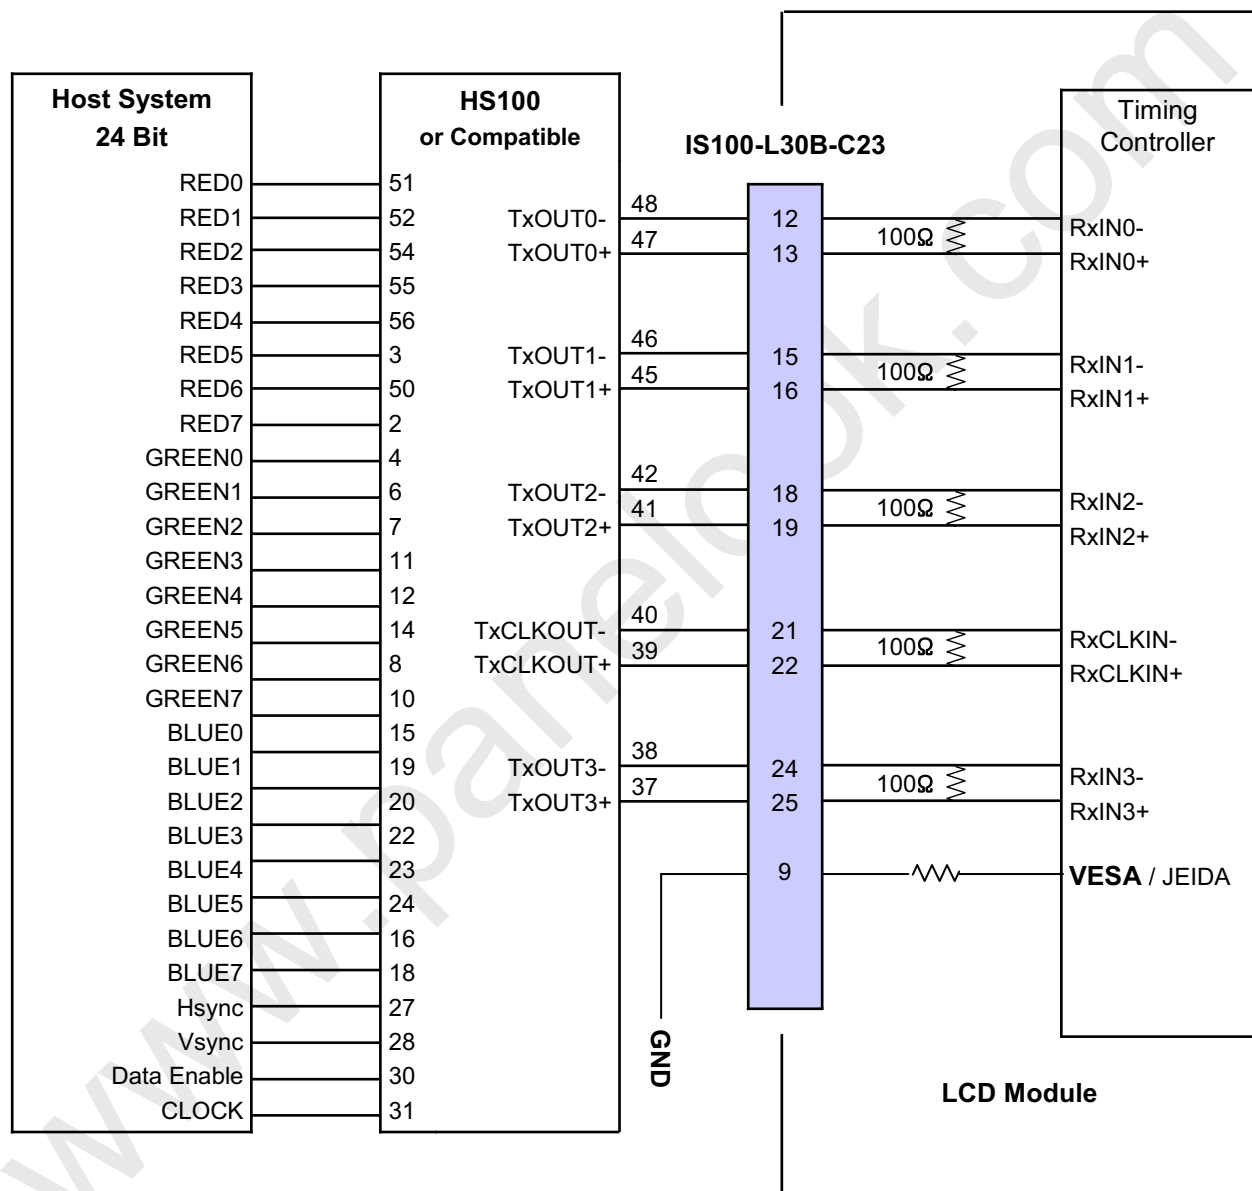 Host System
24 Bit
RED0
RED1
RED2
RED3
RED4
RED5
RED6
RED7
GREEN0
GREEN1
GREEN2
GREEN3
GREEN4
GREEN5
GREEN6
GREEN7
BLUE0
BLUE1
BLUE2
BLUE3
BLUE4
BLUE5
BLUE6
BLUE7
Hsync
Vsync
Data Enable
CLOCK
HS100
or Compatible
51
52
54
55
56
3
50
2
4
6
7
11
12
14
8
10
15
19
20
22
23
24
16
18
27
28
30
31
TxOUT0-
TxOUT0+
TxOUT1-
TxOUT1+
TxOUT2-
TxOUT2+
TxCLKOUT-
TxCLKOUT+
TxOUT3-
TxOUT3+
48
47
46
45
42
41
40
39
38
37
GND
IS100-L30B-C23
12
13
15
16
18
19
21
22
24
25
9
100Ω
100Ω
100Ω
100Ω
100Ω
Timing
Controller
RxIN0-
RxIN0+
RxIN1-
RxIN1+
RxIN2-
RxIN2+
RxCLKIN-
RxCLKIN+
RxIN3-
RxIN3+
VESA / JEIDA
LCD Module
www.panelook.com